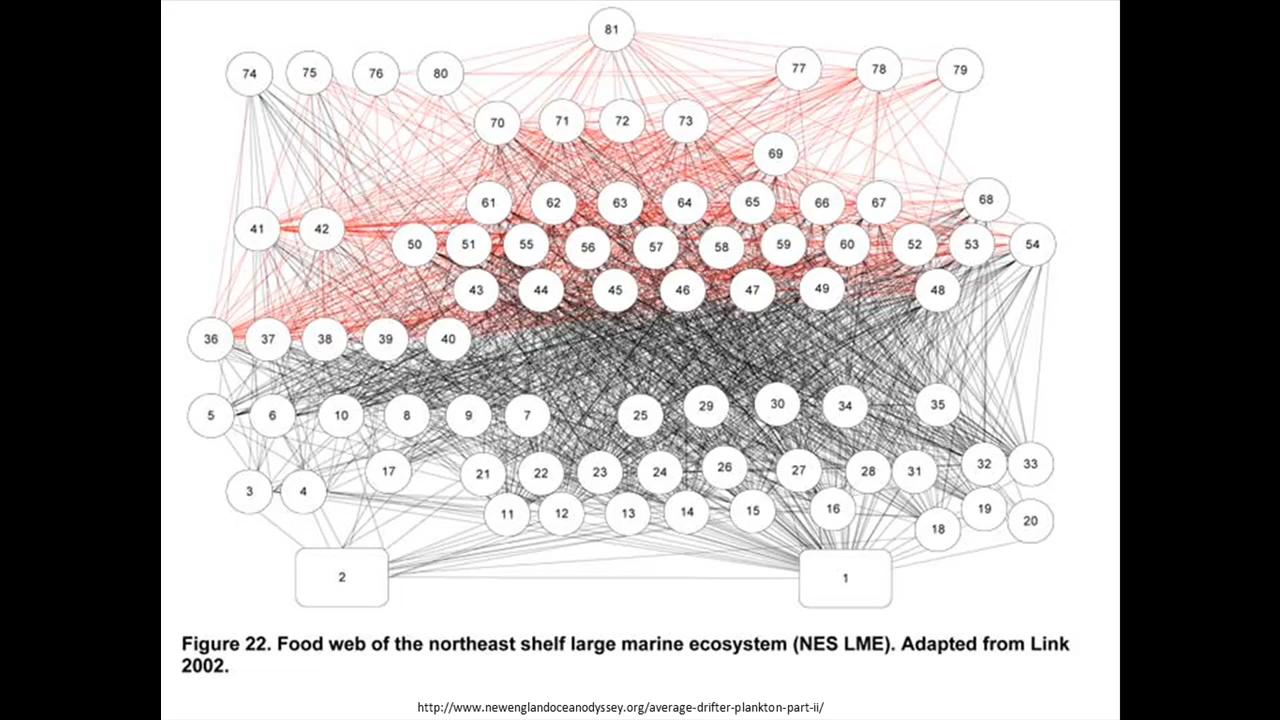 81
74 75 76 80 77 78 79
70 71 72 73
69
61 62 63 64 65 66 67 68
41 42
50 51 55 56 57 58 59 60 52 53 54
43 44 45 46 47 49 48
36 37 38 39 40
5 6 10 8 9 7 25 29 30 34 35
17 21 22 23 24 26 27 28 31 32 33
3 4 11 12 13 14 15 16 18 19 20
2 1
Figure 22. Food web of the northeast shelf large marine ecosystem (NES LME). Adapted from Link
2002.
http://www.newenglandoceanodyssey.org/average-drifter-plankton-part-ii/